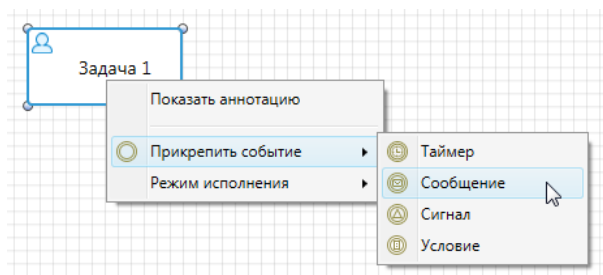 Задача 1
Показать аннотацию
Прикрепить событие
Режим исполнения
Таймер
Сообщение
Сигнал
Условие